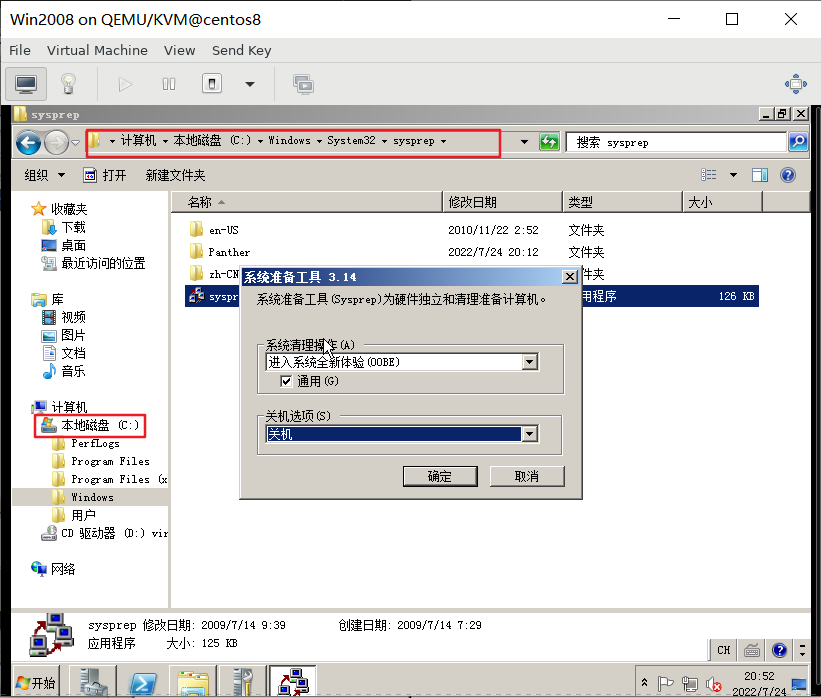 Win2008 on QEMU/KVM@centos8
File Virtual Machine View Send Key
sysprep
计算机 本地磁盘 (C:) Windows System32 sysprep
搜索 sysprep
组织 打开 新建文件夹
名称 修改日期 类型 大小
收藏夹
下载
桌面
最近访问的位置
库
视频
图片
文档
音乐
计算机
本地磁盘 (C:)
PerfLogs
Program Files
Program Files (x
Windows
用户
CD 驱动器 (D:) vir
网络
en-US 2010/11/22 2:52 文件夹
Panther 2022/7/24 20:12 文件夹
zh-CN 件夹
syspr 用程序 126 KB
系统准备工具 3.14
系统准备工具(Sysprep)为硬件独立和清理准备计算机。
系统清理操作(A)
进入系统全新体验(OOBE)
通用(G)
关机选项(S)
关机
确定 取消
sysprep 修改日期: 2009/7/14 9:39 创建日期: 2009/7/14 7:29
应用程序 大小: 125 KB
CH
开始
20:52
2022/7/24